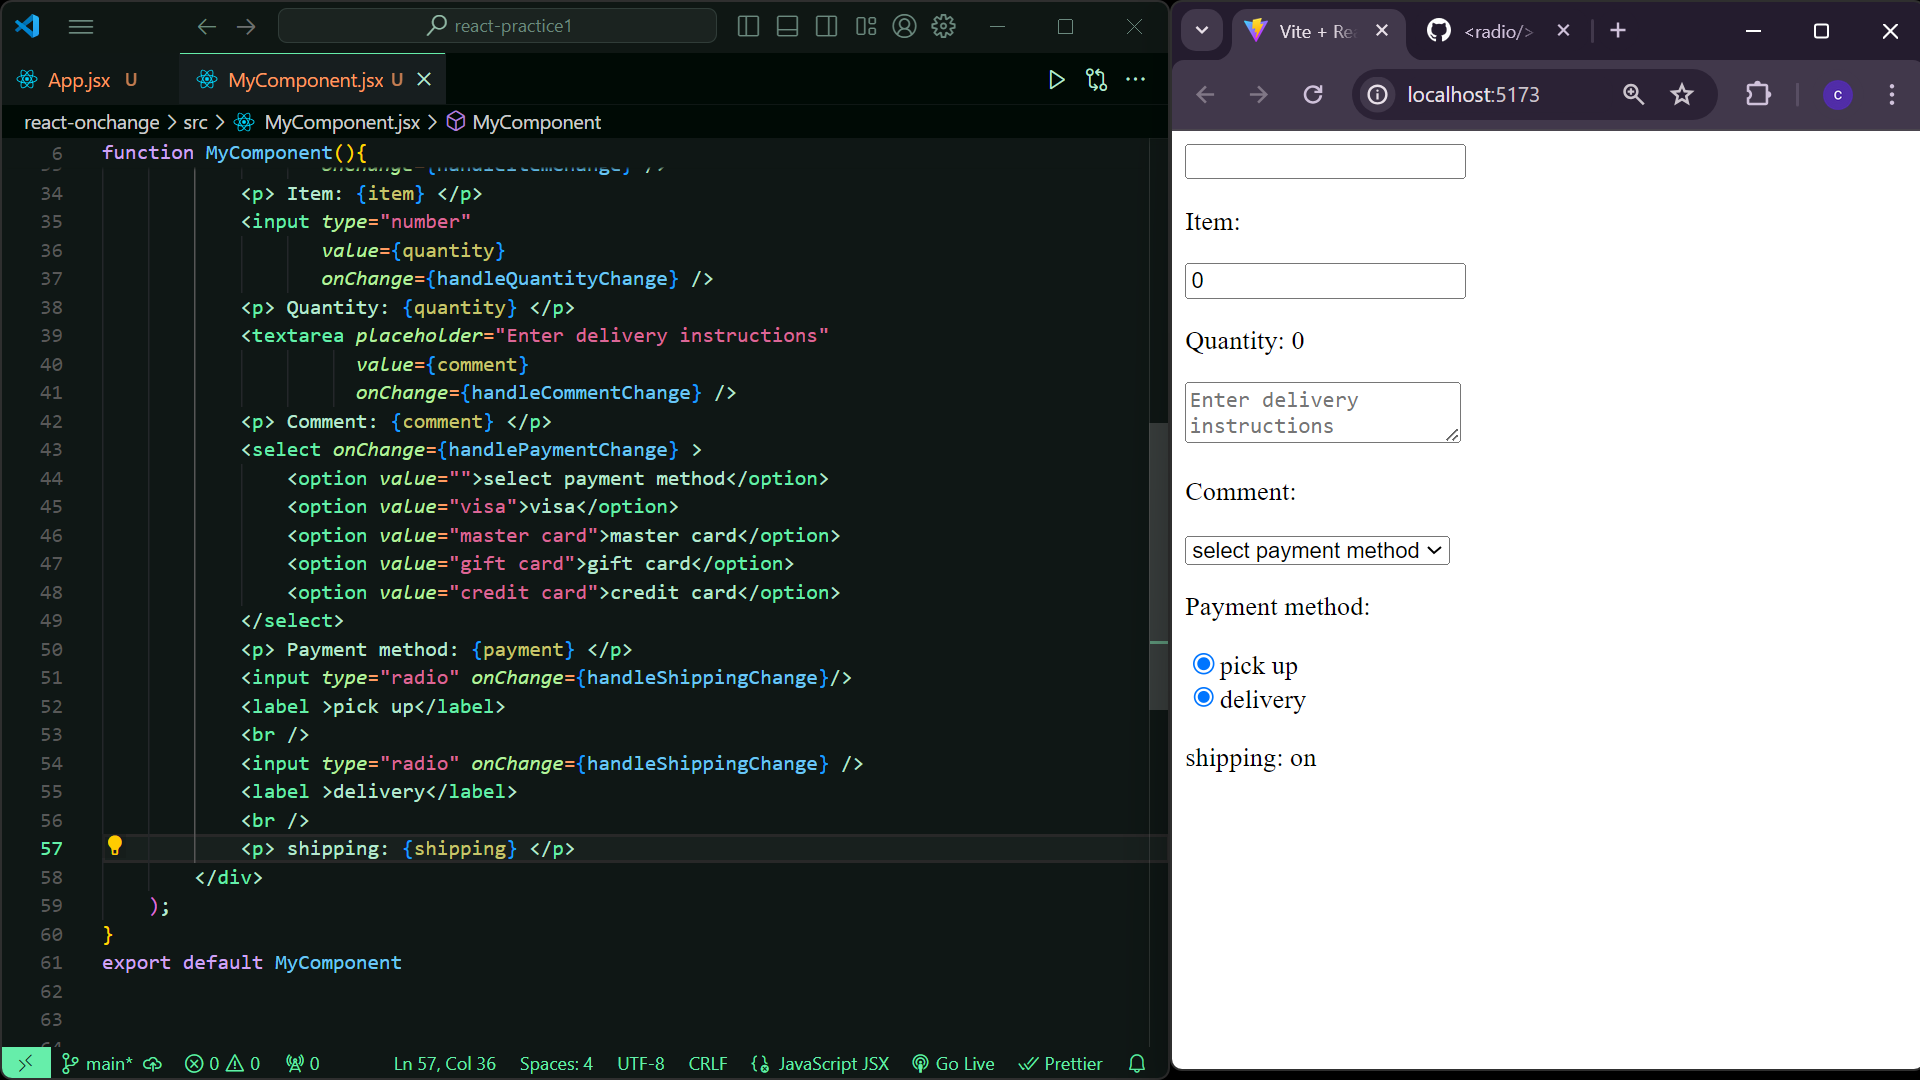 react-practice1
App.jsx U
MyComponent.jsx U
react-onchange > src > MyComponent.jsx > MyComponent
6 function MyComponent(){
34 <p> Item: {item} </p>
35 <input type="number"
36 value={quantity}
37 onChange={handleQuantityChange} />
38 <p> Quantity: {quantity} </p>
39 <textarea placeholder="Enter delivery instructions"
40 value={comment}
41 onChange={handleCommentChange} />
42 <p> Comment: {comment} </p>
43 <select onChange={handlePaymentChange} >
44 <option value="">select payment method</option>
45 <option value="visa">visa</option>
46 <option value="master card">master card</option>
47 <option value="gift card">gift card</option>
48 <option value="credit card">credit card</option>
49 </select>
50 <p> Payment method: {payment} </p>
51 <input type="radio" onChange={handleShippingChange}/>
52 <label >pick up</label>
53 <br />
54 <input type="radio" onChange={handleShippingChange} />
55 <label >delivery</label>
56 <br />
57 <p> shipping: {shipping} </p>
58 </div>
59 );
60 }
61 export default MyComponent
62
63
main* 0 0 0 Ln 57, Col 36 Spaces: 4 UTF-8 CRLF JavaScript JSX Go Live Prettier
Vite + Re
<radio/>
localhost:5173
c
Item:
0
Quantity: 0
Enter delivery
instructions
Comment:
select payment method
Payment method:
pick up
delivery
shipping: on